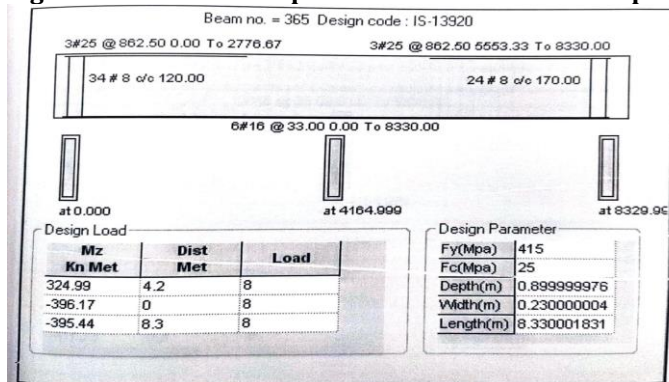 Beam no. = 365 Design code : IS-13920
3#25 @ 862.50 0.00 To 2776.67
3#25 @ 862.50 5553.33 To 8330.00
34 # 8 c/c 120.00
24 # 8 c/c 170.00
6#16 @ 33.00 0.00 To 8330.00
at 0.000
at 4164.999
at 8329.99
Design Load
Mz Dist Load
Kn Met Met
324.99 4.2 8
-396.17 0 8
-395.44 8.3 8
Design Parameter
Fy(Mpa) 415
Fc(Mpa) 25
Depth(m) 0.899999976
Width(m) 0.230000004
Length(m) 8.330001831